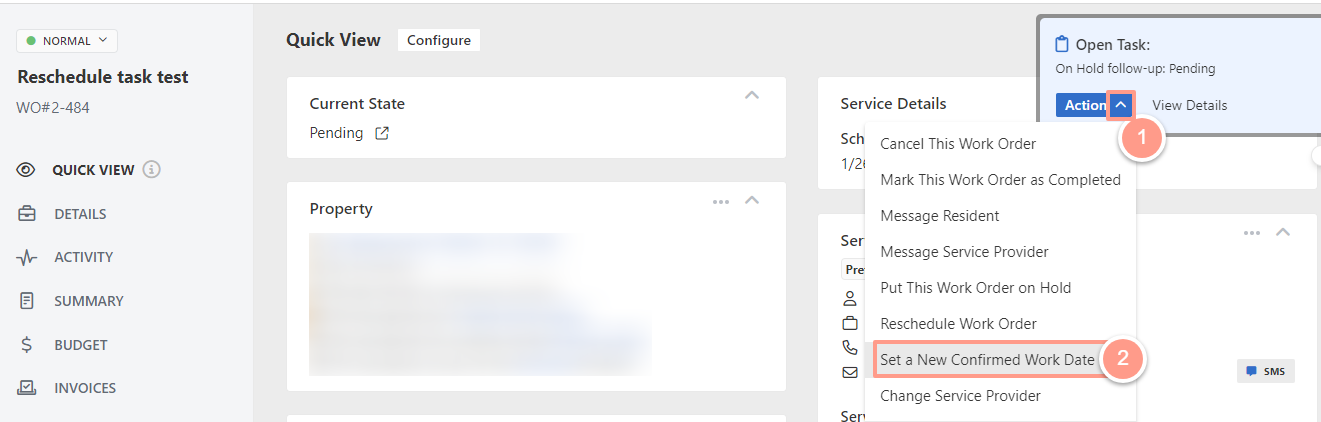 NORMAL
Reschedule task test
WO#2-484
QUICK VIEW
DETAILS
ACTIVITY
SUMMARY
BUDGET
INVOICES
Quick View
Configure
Current State
Pending
Property
Service Details
Sch
1/26
Open Task:
On Hold follow-up: Pending
Action
View Details
1
Cancel This Work Order
Mark This Work Order as Completed
Message Resident
Message Service Provider
Put This Work Order on Hold
Reschedule Work Order
Set a New Confirmed Work Date
2
Change Service Provider
Ser
Pre
SMS
Serv